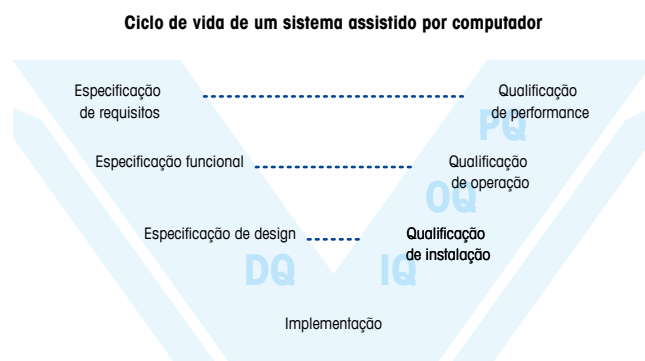 Ciclo de vida de um sistema assistido por computador
Especificação
de requisitos
Qualificação
de performance
PQ
Especificação funcional
Qualificação
de operação
OQ
Especificação de design
Qualificação
de instalação
DQ
IQ
Implementação